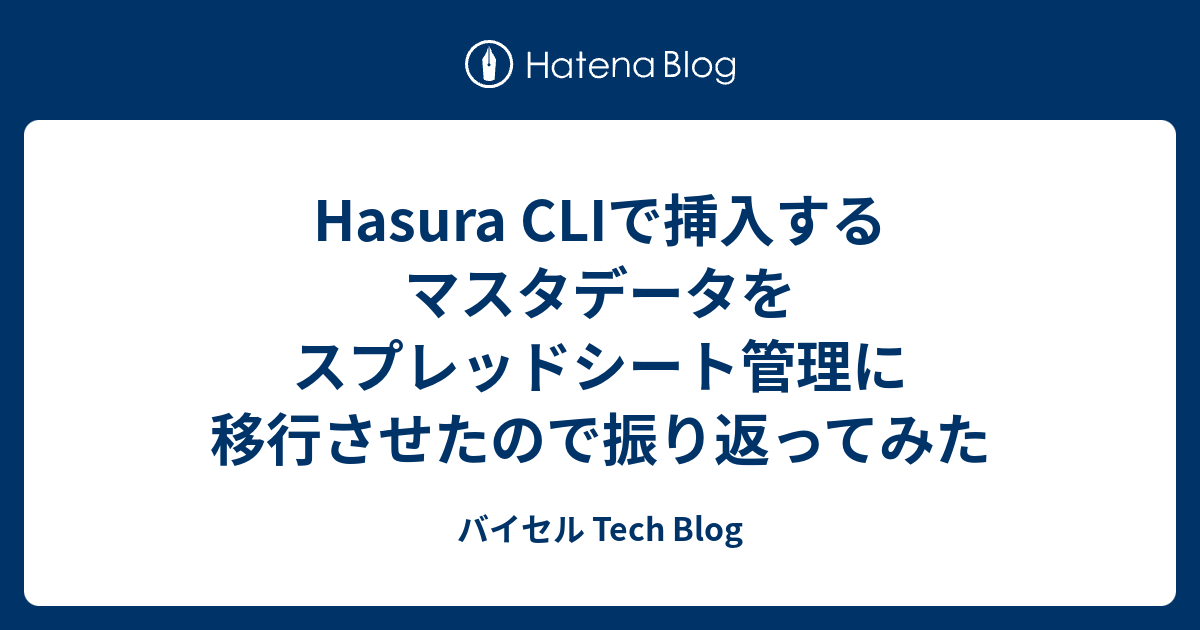 Hatena Blog
Hasura CLIで挿入する
マスタデータを
スプレッドシート管理に
移行させたので振り返ってみた
バイセル Tech Blog